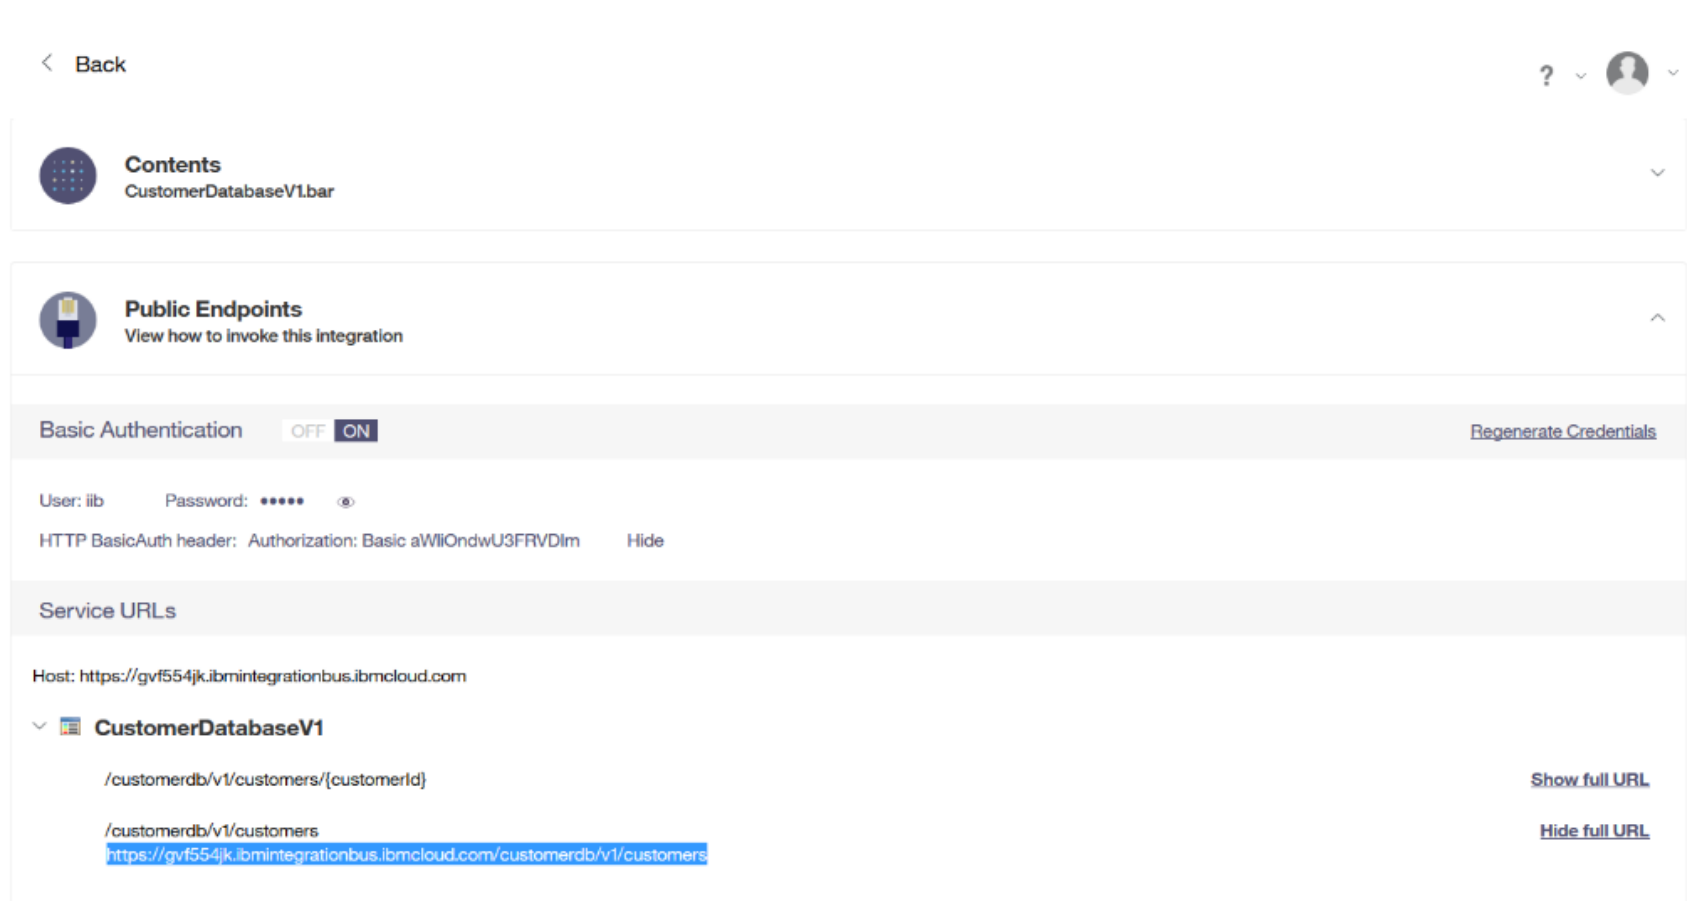 Back
?
Contents
CustomerDatabaseV1.bar
Public Endpoints
View how to invoke this integration
Basic Authentication OFF ON Regenerate Credentials
User: iib Password: •••••
HTTP BasicAuth header: Authorization: Basic aWliOndwU3FRVDlm Hide
Service URLs
Host: https://gvf554jk.ibmintegrationbus.ibmcloud.com
CustomerDatabaseV1
/customerdb/v1/customers/{customerId} Show full URL
/customerdb/v1/customers Hide full URL
https://gvf554jk.ibmintegrationbus.ibmcloud.com/customerdb/v1/customers